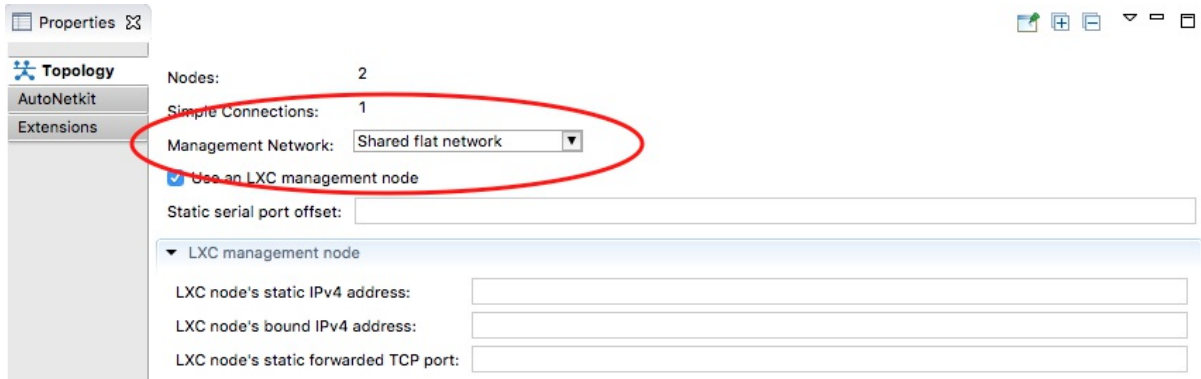 Properties
Topology
AutoNetkit
Extensions
Nodes: 2
Simple Connections: 1
Management Network: Shared flat network
Use an LXC management node
Static serial port offset:
LXC management node
LXC node's static IPv4 address:
LXC node's bound IPv4 address:
LXC node's static forwarded TCP port: